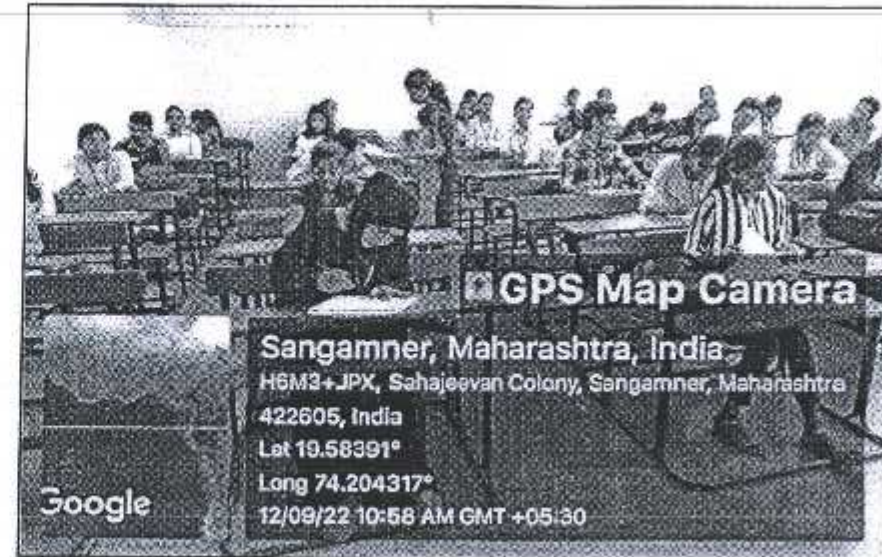 GPS Map Camera
Sangamner, Maharashtra, India
H6M3+JPX, Sahajeevan Colony, Sangamner, Maharashtra
422605, India
Lat 19.58391°
Long 74.204317°
12/09/22 10:58 AM GMT +05:30
Google